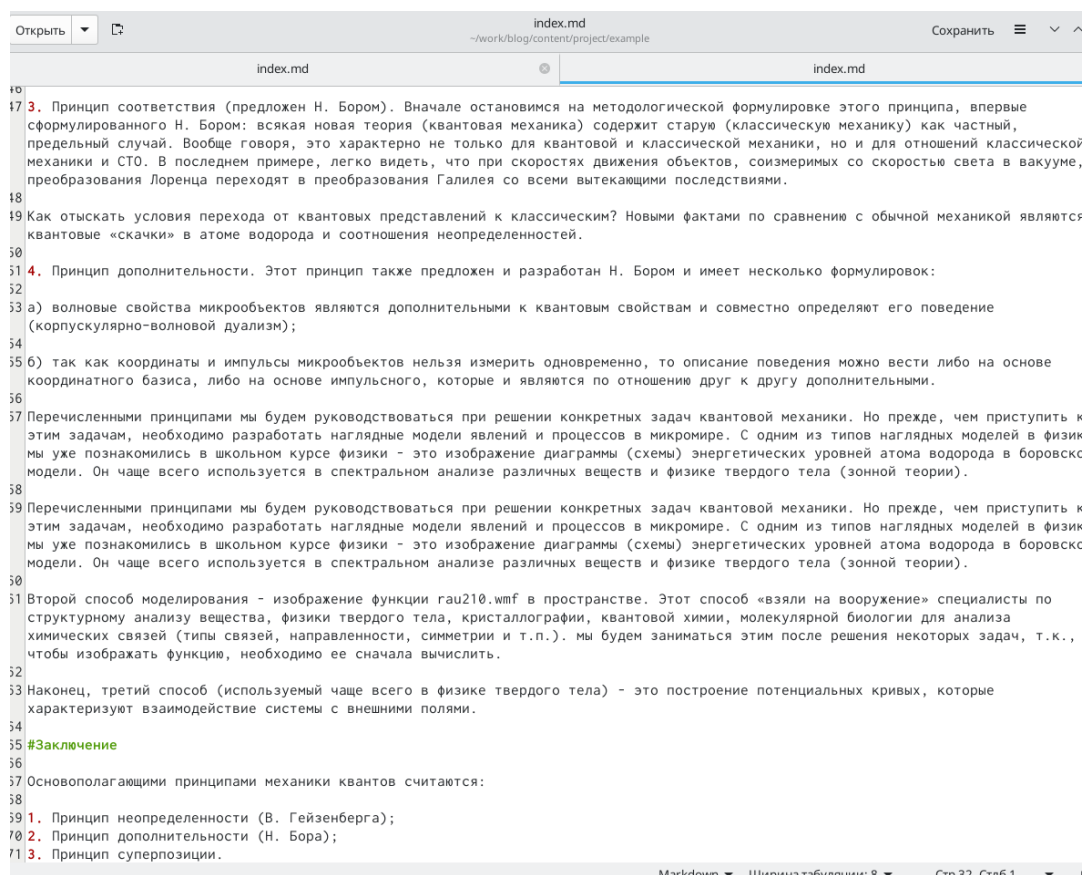 Открыть
index.md
~/work/blog/content/project/example
Сохранить
index.md
index.md
47 3. Принцип соответствия (предложен Н. Бором). Вначале остановимся на методологической формулировке этого принципа, впервые
сформулированного Н. Бором: всякая новая теория (квантовая механика) содержит старую (классическую механику) как частный,
предельный случай. Вообще говоря, это характерно не только для квантовой и классической механики, но и для отношений классической
механики и СТО. В последнем примере, легко видеть, что при скоростях движения объектов, соизмеримых со скоростью света в вакууме,
преобразования Лоренца переходят в преобразования Галилея со всеми вытекающими последствиями.
48
49 Как отыскать условия перехода от квантовых представлений к классическим? Новыми фактами по сравнению с обычной механикой являются
квантовые «скачки» в атоме водорода и соотношения неопределенностей.
50
51 4. Принцип дополнительности. Этот принцип также предложен и разработан Н. Бором и имеет несколько формулировок:
52
53 а) волновые свойства микрообъектов являются дополнительными к квантовым свойствам и совместно определяют его поведение
(корпускулярно-волновой дуализм);
54
55 б) так как координаты и импульсы микрообъектов нельзя измерить одновременно, то описание поведения можно вести либо на основе
координатного базиса, либо на основе импульсного, которые и являются по отношению друг к другу дополнительными.
56
57 Перечисленными принципами мы будем руководствоваться при решении конкретных задач квантовой механики. Но прежде, чем приступить к
этим задачам, необходимо разработать наглядные модели явлений и процессов в микромире. С одним из типов наглядных моделей в физик
мы уже познакомились в школьном курсе физики - это изображение диаграммы (схемы) энергетических уровней атома водорода в боровско
модели. Он чаще всего используется в спектральном анализе различных веществ и физике твердого тела (зонной теории).
58
59 Перечисленными принципами мы будем руководствоваться при решении конкретных задач квантовой механики. Но прежде, чем приступить к
этим задачам, необходимо разработать наглядные модели явлений и процессов в микромире. С одним из типов наглядных моделей в физик
мы уже познакомились в школьном курсе физики - это изображение диаграммы (схемы) энергетических уровней атома водорода в боровско
модели. Он чаще всего используется в спектральном анализе различных веществ и физике твердого тела (зонной теории).
60
61 Второй способ моделирования - изображение функции rau210.wmf в пространстве. Этот способ «взяли на вооружение» специалисты по
структурному анализу вещества, физики твердого тела, кристаллографии, квантовой химии, молекулярной биологии для анализа
химических связей (типы связей, направленности, симметрии и т.п.). мы будем заниматься этим после решения некоторых задач, т.к.,
чтобы изображать функцию, необходимо ее сначала вычислить.
62
63 Наконец, третий способ (используемый чаще всего в физике твердого тела) - это построение потенциальных кривых, которые
характеризуют взаимодействие системы с внешними полями.
64
65 #Заключение
66
67 Основополагающими принципами механики квантов считаются:
68
69 1. Принцип неопределенности (В. Гейзенберга);
70 2. Принцип дополнительности (Н. Бора);
71 3. Принцип суперпозиции.
Markdown Ширина табуляции: 8 Стр 32, Стлб 1